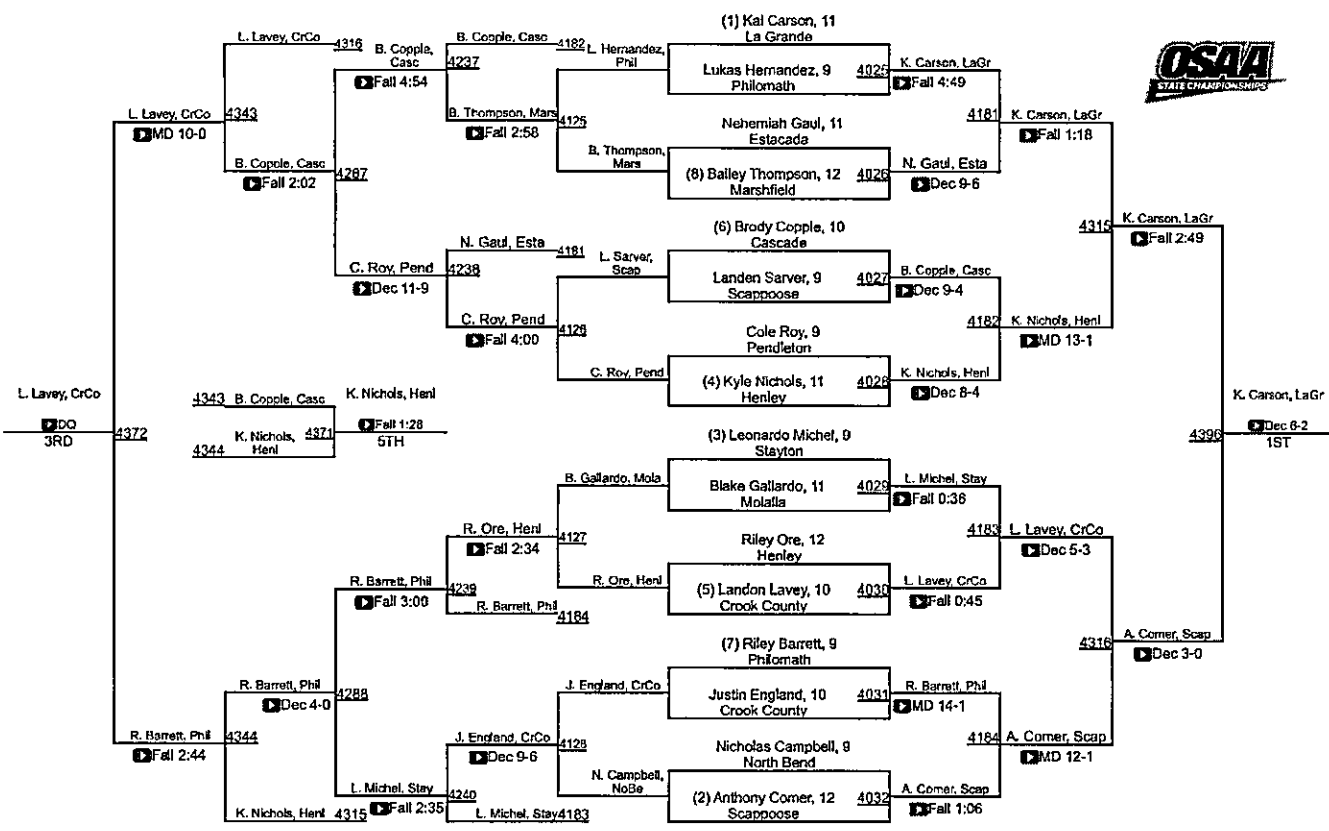 OSAA
STATE CHAMPIONSHIPS
(1) Kai Carson, 11
La Grande
Lukas Hernandez, 9
Philomath
4025
Nehemiah Gaul, 11
Estacada
(8) Bailey Thompson, 12
Marshfield
4026
(6) Brody Copple, 10
Cascade
Landen Sarver, 9
Scappoose
4027
Cole Roy, 9
Pendleton
(4) Kyle Nichols, 11
Henley
4028
(3) Leonardo Michel, 9
Stayton
Blake Gallardo, 11
Molalla
4029
Riley Ore, 12
Henley
(5) Landon Lavey, 10
Crook County
4030
(7) Riley Barrett, 9
Philomath
Justin England, 10
Crook County
4031
Nicholas Campbell, 9
North Bend
(2) Anthony Comer, 12
Scappoose
4032
K. Carson, LaGr
Fall 4:49
4181
N. Gaul, Esta
Dec 9-6
B. Copple, Casc
Dec 9-4
4182
K. Nichols, Henl
Dec 8-4
L. Michel, Stay
Fall 0:36
4183
L. Lavey, CrCo
Fall 0:45
R. Barrett, Phil
MD 14-1
4184
A. Comer, Scap
Fall 1:06
K. Carson, LaGr
Fall 1:18
4315
K. Nichols, Henl
MD 13-1
L. Lavey, CrCo
Dec 5-3
4316
A. Comer, Scap
MD 12-1
K. Carson, LaGr
Fall 2:49
4396
A. Comer, Scap
Dec 3-0
K. Carson, LaGr
Dec 6-2
1ST
L. Hernandez,
Phil
4125
B. Thompson,
Mars
L. Sarver,
Scap
4126
C. Roy, Pend
B. Gallardo, Mola
4127
R. Ore, Henl
J. England, CrCo
4128
N. Campbell,
NoBe
B. Copple, Casc
4182
4237
B. Thompson, Mars
Fall 2:58
N. Gaul, Esta
4181
4238
C. Roy, Pend
Fall 4:00
R. Ore, Henl
Fall 2:34
4239
R. Barrett, Phil
4184
J. England, CrCo
Dec 9-6
4240
L. Michel, Stay
4183
B. Copple,
Casc
Fall 4:54
4287
C. Roy, Pend
Dec 11-9
R. Barrett, Phil
Fall 3:00
4288
L. Michel, Stay
Fall 2:35
L. Lavey, CrCo
4316
4343
B. Copple, Casc
Fall 2:02
R. Barrett, Phil
Dec 4-0
4344
K. Nichols, Henl
4315
L. Lavey, CrCo
MD 10-0
4372
R. Barrett, Phil
Fall 2:44
L. Lavey, CrCo
DQ
3RD
4343
B. Copple, Casc
4371
4344
K. Nichols,
Henl
K. Nichols, Henl
Fall 1:28
5TH